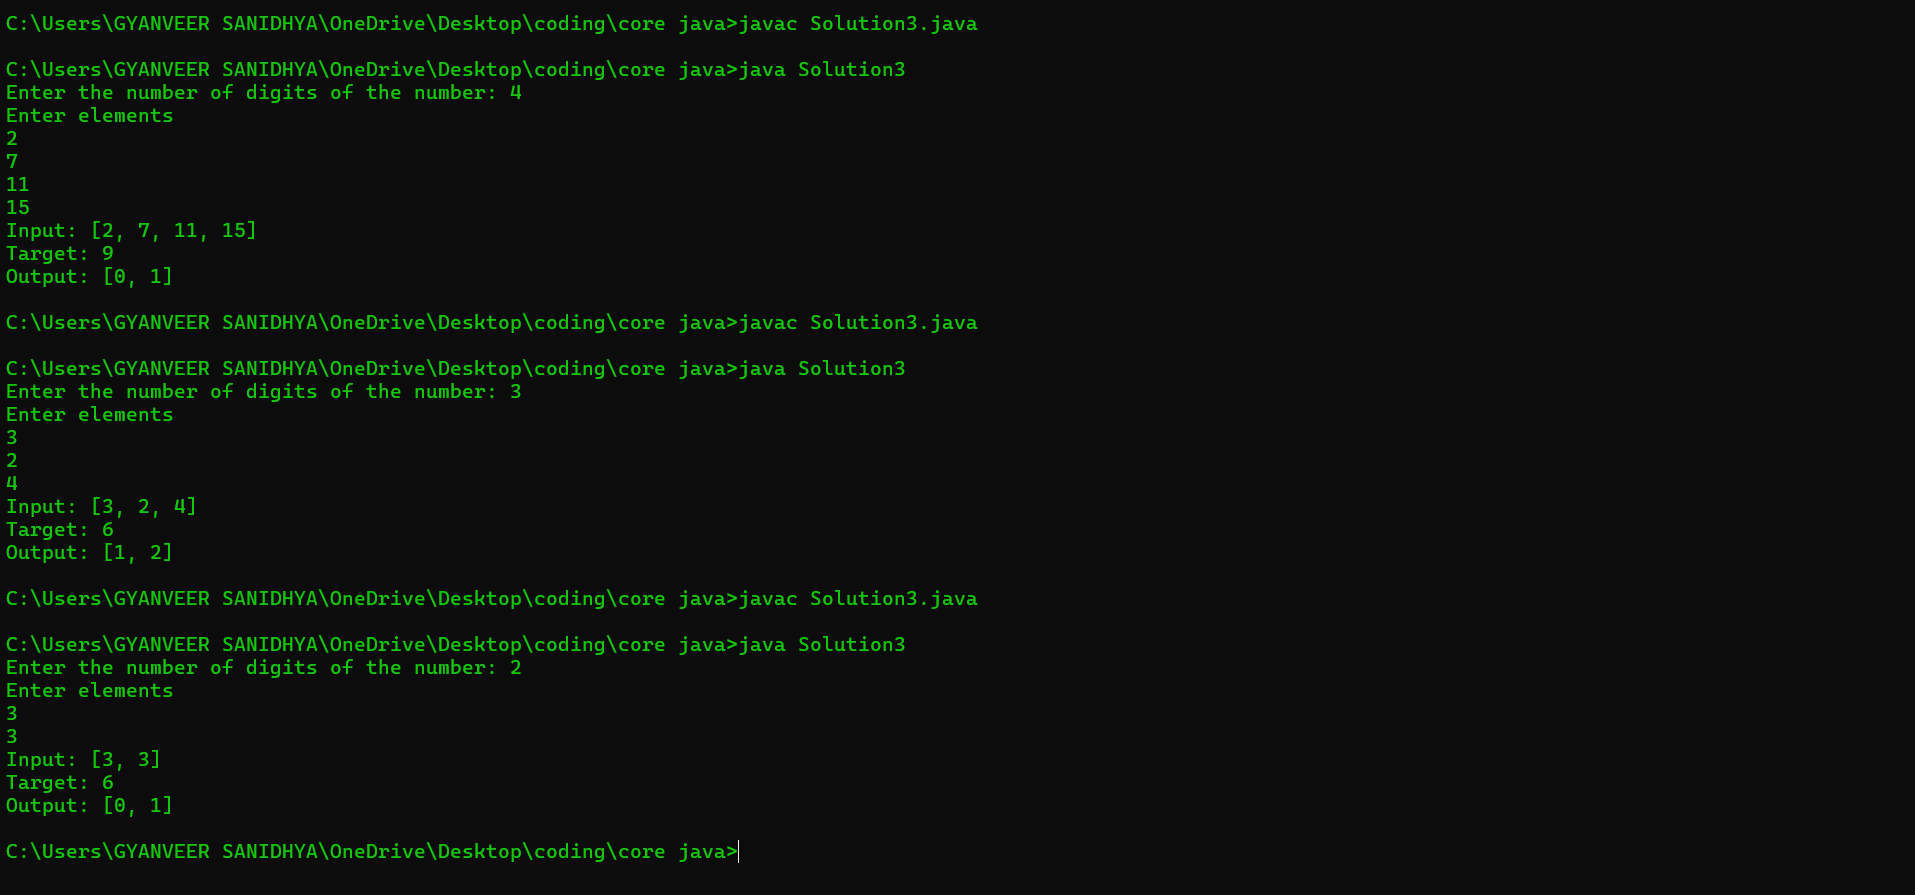 C:\Users\GYANVEER SANIDHYA\OneDrive\Desktop\coding\core java>javac Solution3.java
C:\Users\GYANVEER SANIDHYA\OneDrive\Desktop\coding\core java>java Solution3
Enter the number of digits of the number: 4
Enter elements
2
7
11
15
Input: [2, 7, 11, 15]
Target: 9
Output: [0, 1]
C:\Users\GYANVEER SANIDHYA\OneDrive\Desktop\coding\core java>javac Solution3.java
C:\Users\GYANVEER SANIDHYA\OneDrive\Desktop\coding\core java>java Solution3
Enter the number of digits of the number: 3
Enter elements
3
2
4
Input: [3, 2, 4]
Target: 6
Output: [1, 2]
C:\Users\GYANVEER SANIDHYA\OneDrive\Desktop\coding\core java>javac Solution3.java
C:\Users\GYANVEER SANIDHYA\OneDrive\Desktop\coding\core java>java Solution3
Enter the number of digits of the number: 2
Enter elements
3
3
Input: [3, 3]
Target: 6
Output: [0, 1]
C:\Users\GYANVEER SANIDHYA\OneDrive\Desktop\coding\core java>